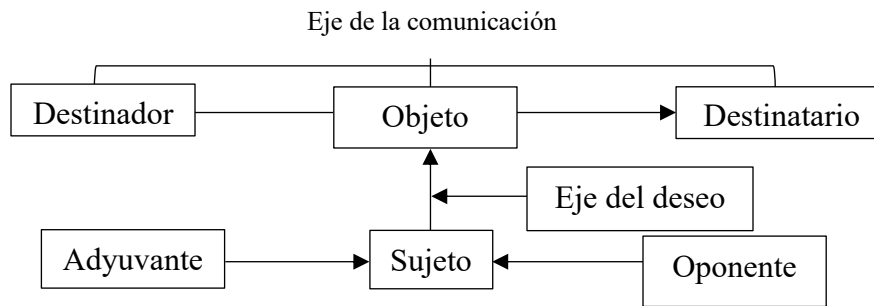 Eje de la comunicación
Destinador
Objeto
Destinatario
Eje del deseo
Adyuvante
Sujeto
Oponente